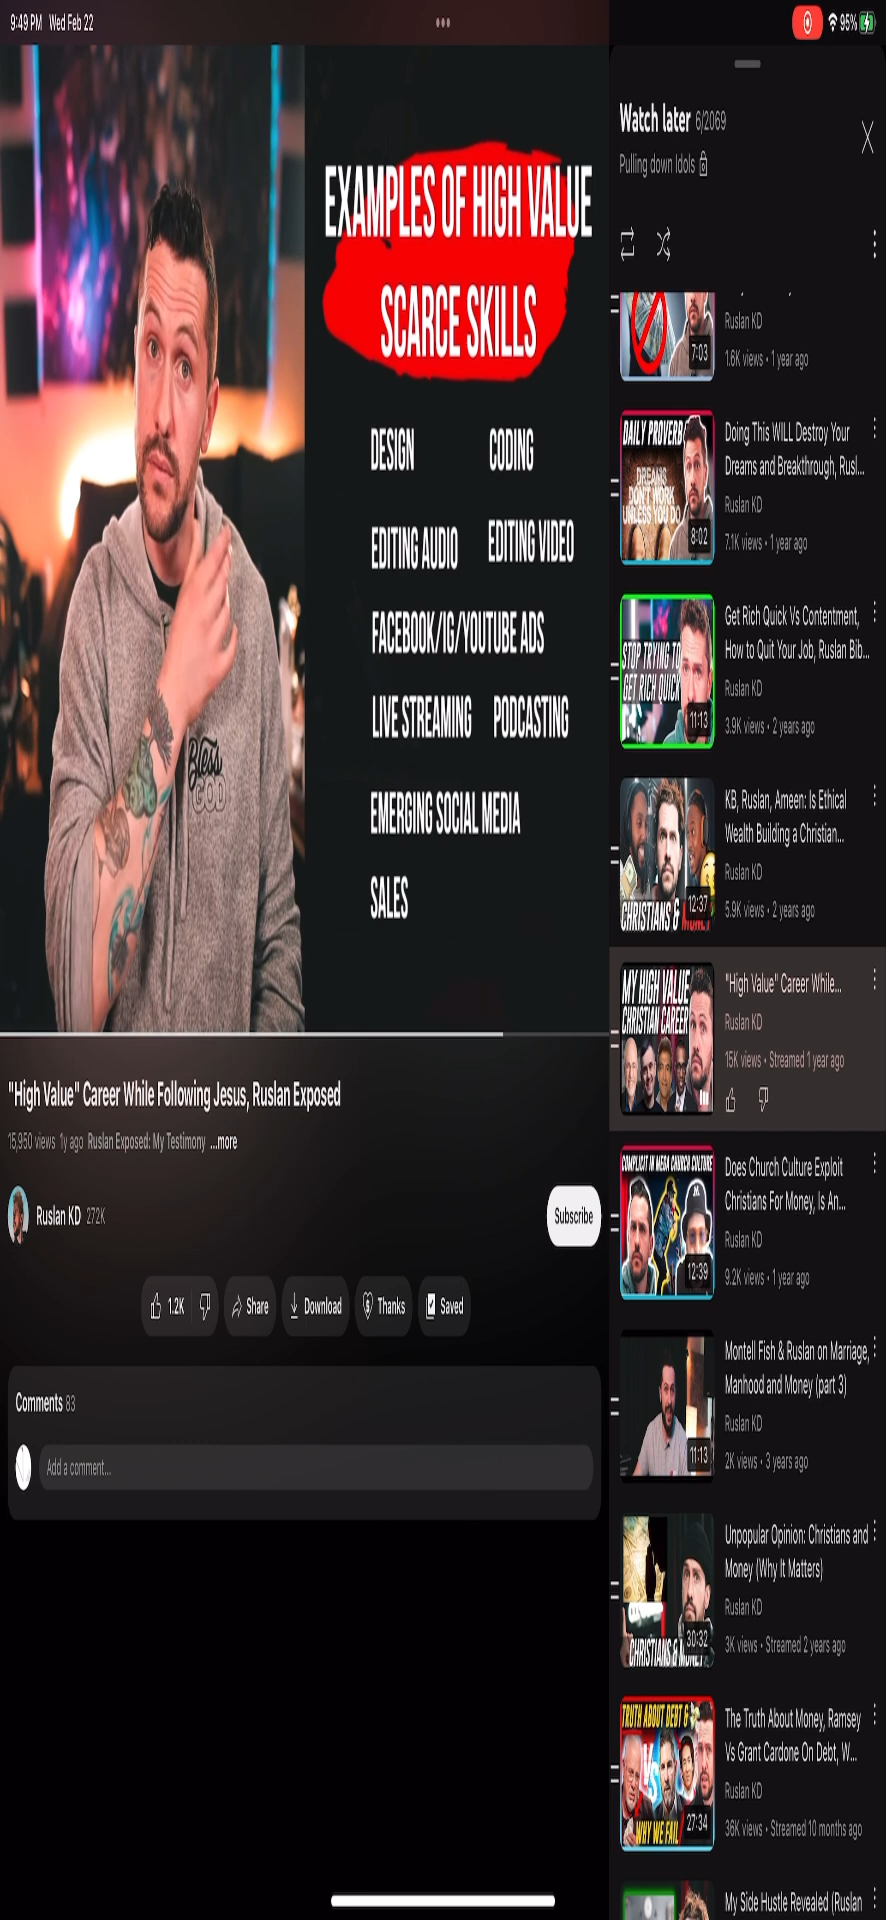 9:49 PM Wed Feb 22
95%
EXAMPLES OF HIGH VALUE
SCARCE SKILLS
DESIGN CODING
EDITING AUDIO EDITING VIDEO
FACEBOOK/IG/YOUTUBE ADS
LIVE STREAMING PODCASTING
EMERGING SOCIAL MEDIA
SALES
Bless
GOD
"High Value" Career While Following Jesus, Ruslan Exposed
15,950 views 1y ago Ruslan Exposed: My Testimony ...more
Ruslan KD 272K
Subscribe
1.2K
Share
Download
Thanks
Saved
Comments 83
Add a comment...
Watch later 6/2069
Pulling down Idols
7:03
Ruslan KD
1.6K views • 1 year ago
DAILY PROVERB
DREAMS
DON'T WORK
UNLESS YOU DO
8:02
Doing This WILL Destroy Your
Dreams and Breakthrough, Rusl...
Ruslan KD
7.1K views • 1 year ago
STOP TRYING TO
GET RICH QUICK
11:13
Get Rich Quick Vs Contentment,
How to Quit Your Job, Ruslan Bib...
Ruslan KD
3.9K views • 2 years ago
CHRISTIANS & MONEY
12:37
KB, Ruslan, Ameen: Is Ethical
Wealth Building a Christian...
Ruslan KD
5.9K views • 2 years ago
MY HIGH VALUE
CHRISTIAN CAREER
"High Value" Career While...
Ruslan KD
15K views • Streamed 1 year ago
COMPLICIT IN MEGA CHURCH CULTURE
12:39
Does Church Culture Exploit
Christians For Money, Is An...
Ruslan KD
9.2K views • 1 year ago
11:13
Montell Fish & Ruslan on Marriage,
Manhood and Money (part 3)
Ruslan KD
2K views • 3 years ago
CHRISTIANS & MONEY
30:32
Unpopular Opinion: Christians and
Money (Why It Matters)
Ruslan KD
3K views • Streamed 2 years ago
TRUTH ABOUT DEBT &
VS
WHY WE FAIL
27:34
The Truth About Money, Ramsey
Vs Grant Cardone On Debt, W...
Ruslan KD
36K views • Streamed 10 months ago
My Side Hustle Revealed (Ruslan